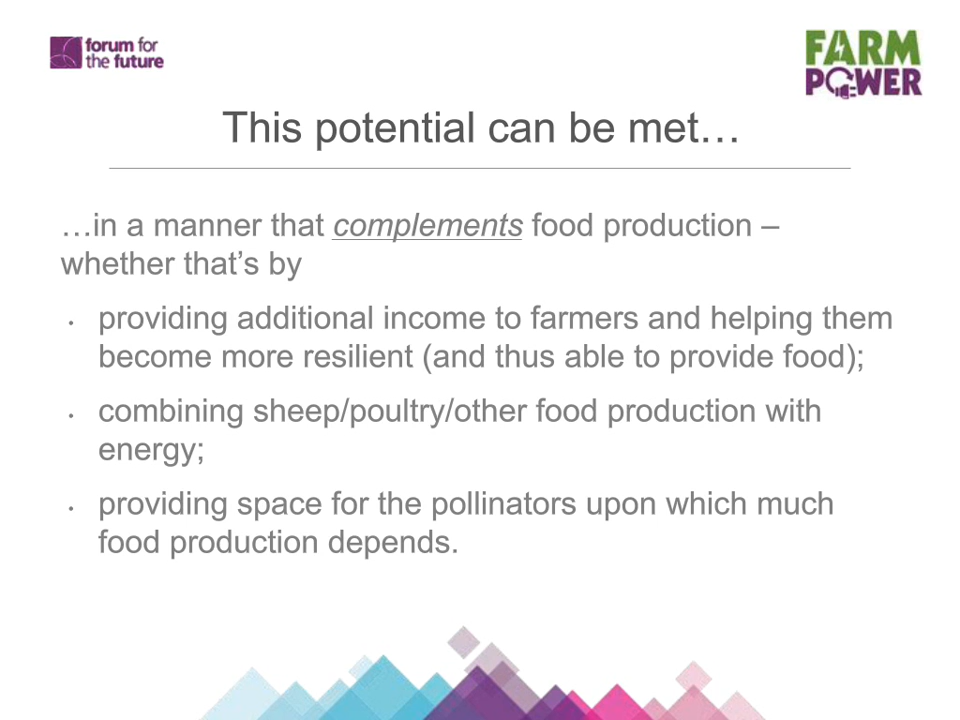 forum for
the future
FARM
POWER
This potential can be met…
…in a manner that complements food production –
whether that’s by
• providing additional income to farmers and helping them
become more resilient (and thus able to provide food);
• combining sheep/poultry/other food production with
energy;
• providing space for the pollinators upon which much
food production depends.